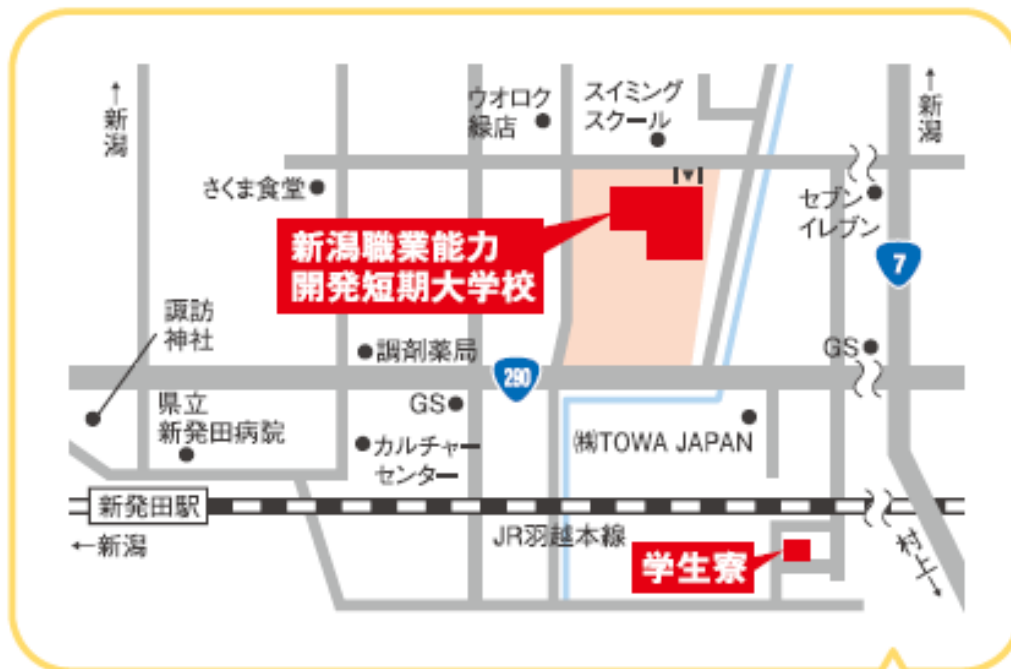 ↑新潟
ウオロク
緑店
スイミング
スクール
↑新潟
さくま食堂
セブン
イレブン
新潟職業能力
開発短期大学校
7
諏訪
神社
調剤薬局
290
GS
県立
新発田病院
GS
カルチャー
センター
㈱TOWA JAPAN
新発田駅
←新潟
JR羽越本線
学生寮
村上→